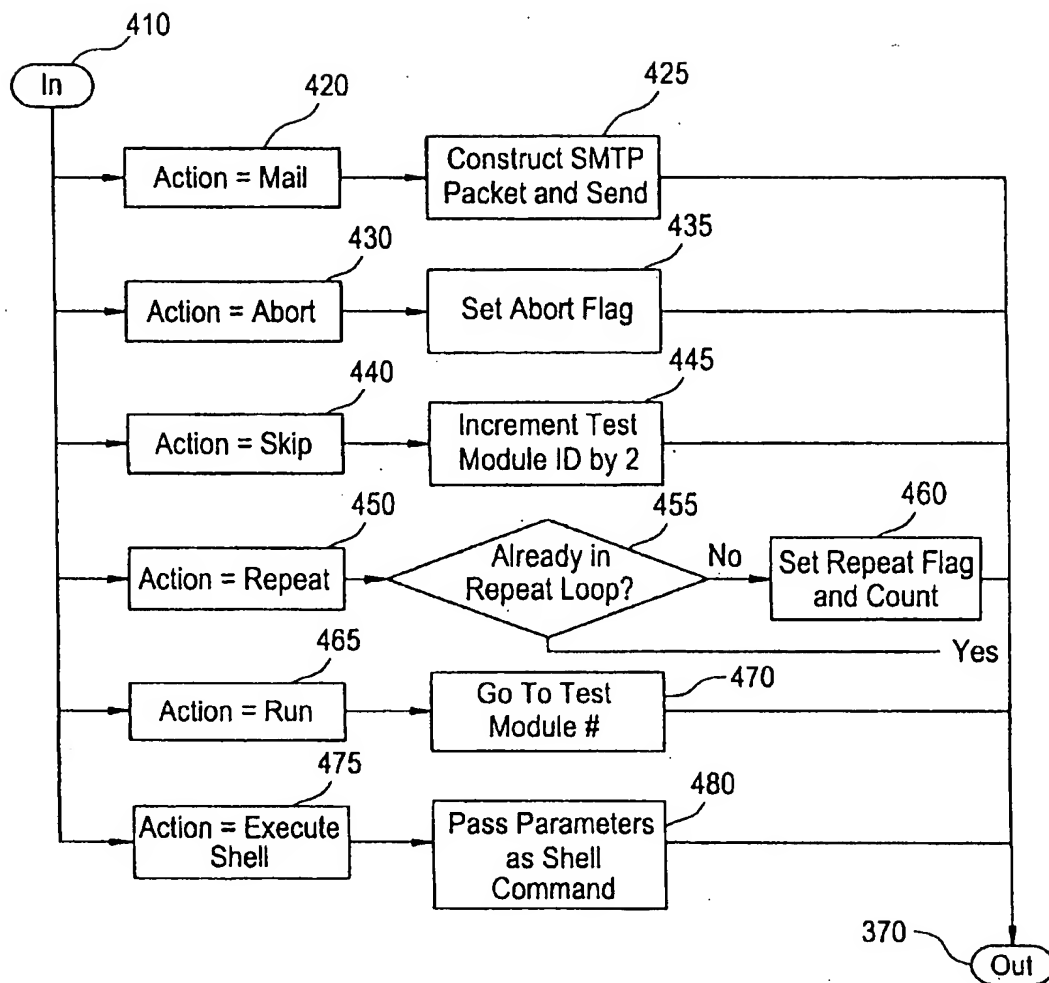 410
In
420
425
Action = Mail
Construct SMTP
Packet and Send
430
435
Action = Abort
Set Abort Flag
440
445
Action = Skip
Increment Test
Module ID by 2
450
455
460
Action = Repeat
Already in
Repeat Loop?
No
Set Repeat Flag
and Count
Yes
465
470
Action = Run
Go To Test
Module #
475
480
Action = Execute
Shell
Pass Parameters
as Shell
Command
370
Out